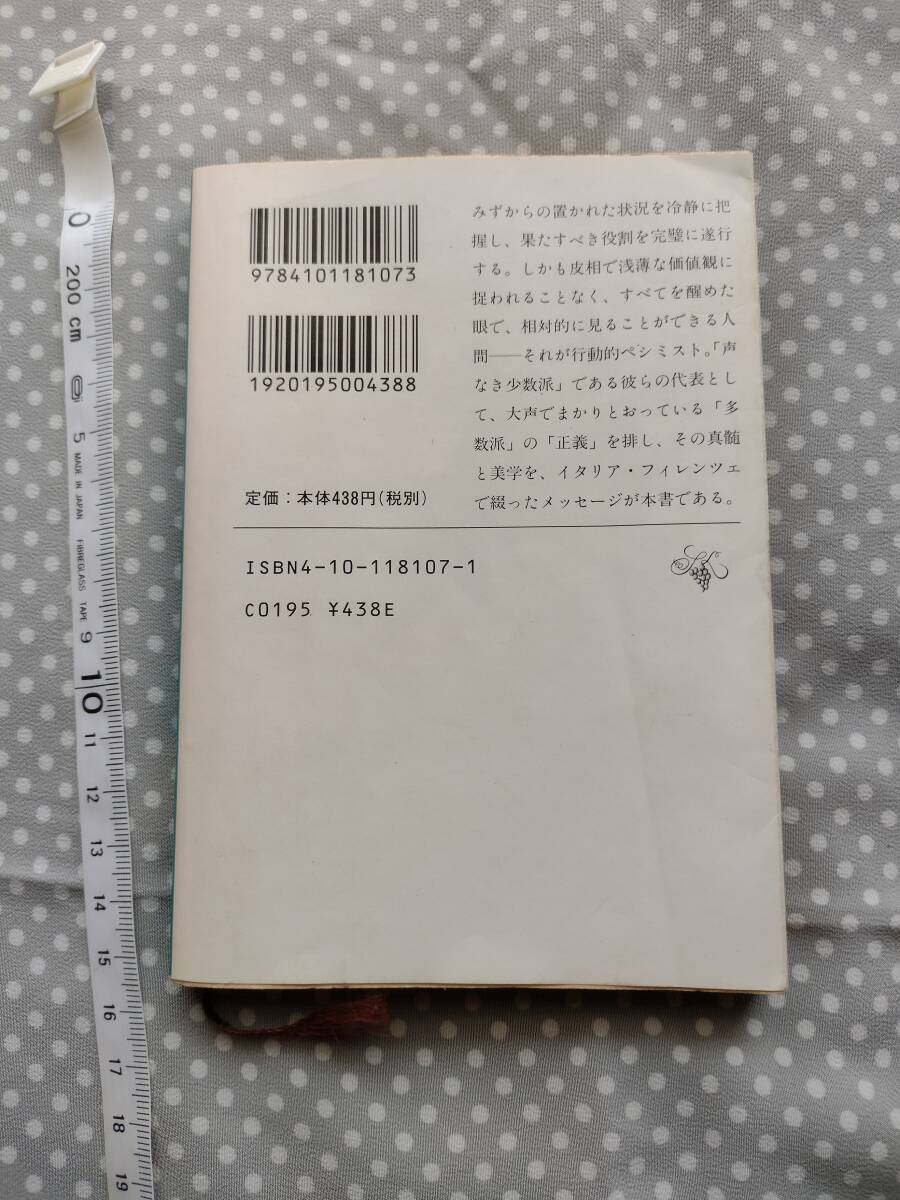 9784101181073
1920195004388
定価：本体438円（税別）
みずからの置かれた状況を冷静に把
握し、果たすべき役割を完璧に遂行
する。しかも皮相で浅薄な価値観に
捉われることなく、すべてを醒めた
眼で、相対的に見ることができる人
間――それが行動的ペシミスト。「声
なき少数派」である彼らの代表とし
て、大声でまかりとおっている「多
数派」の「正義」を排し、その真髄
と美学を、イタリア・フィレンツェ
で綴ったメッセージが本書である。
ISBN4-10-118107-1
C0195 ¥438E
0
200 cm
5
MADE IN JAPAN FIBREGLASS TAPE
9
10
11
12
13
14
15
16
17
18
19